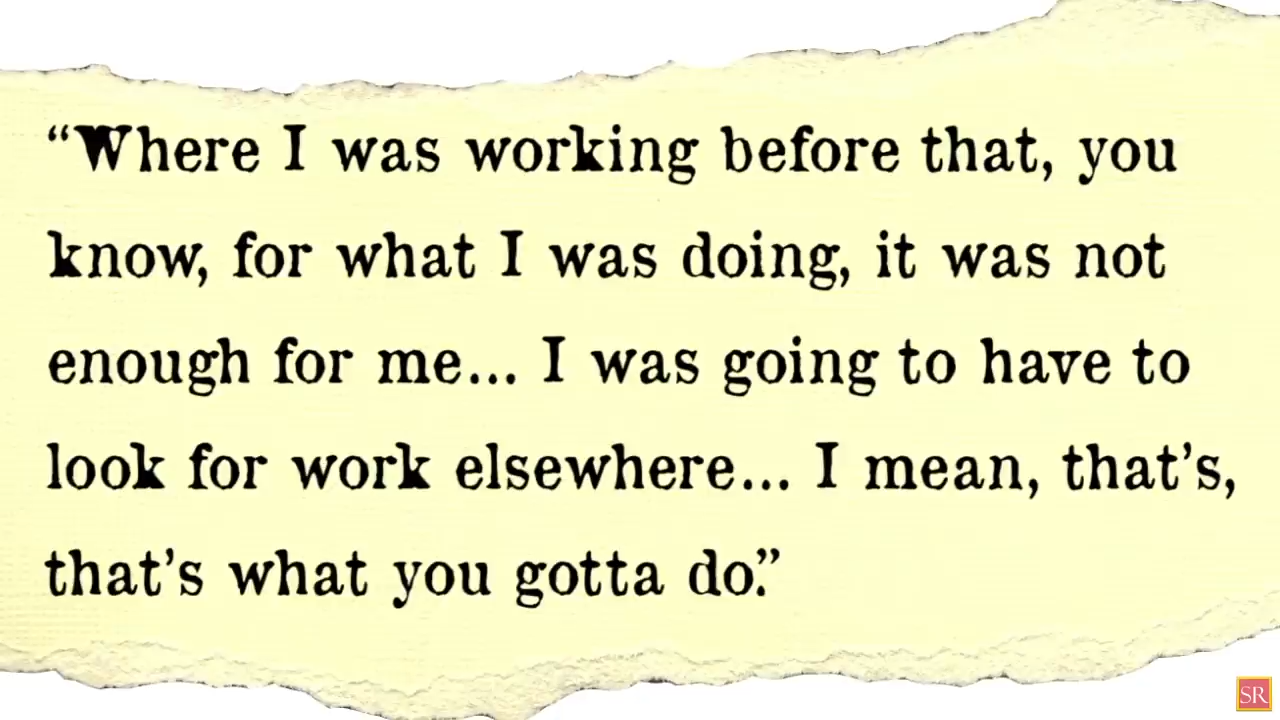 “Where I was working before that, you
know, for what I was doing, it was not
enough for me... I was going to have to
look for work elsewhere... I mean, that’s,
that’s what you gotta do.”
SR